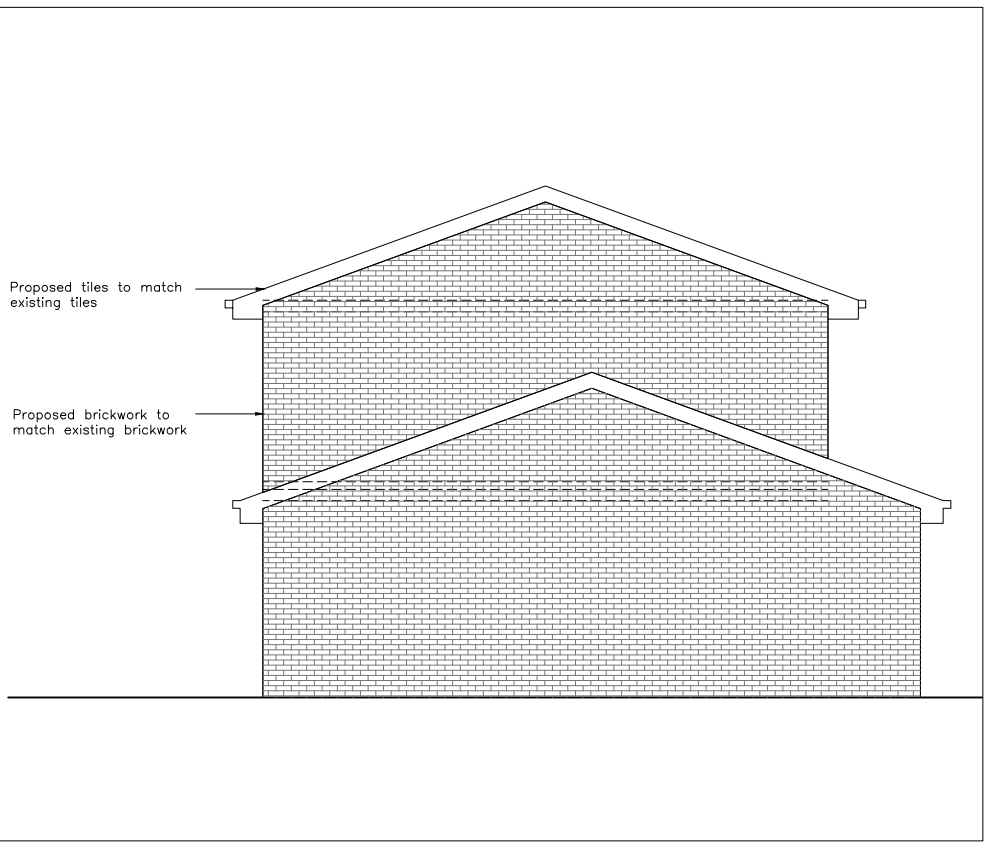 Proposed tiles to match
existing tiles
Proposed brickwork to
match existing brickwork